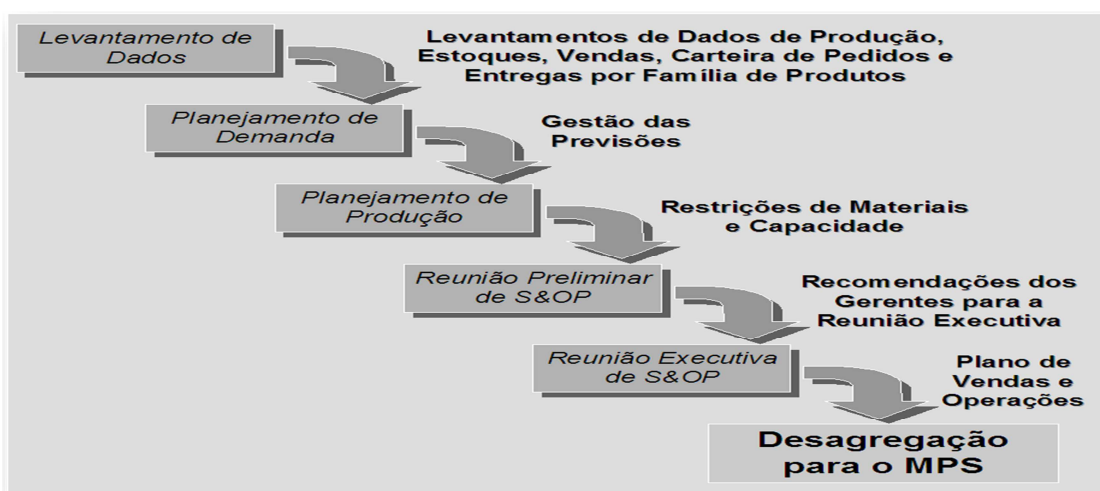 Levantamento de
Dados
Levantamentos de Dados de Produção,
Estoques, Vendas, Carteira de Pedidos e
Entregas por Família de Produtos
Planejamento de
Demanda
Gestão das
Previsões
Planejamento de
Produção
Restrições de Materiais
e Capacidade
Reunião Preliminar
de S&OP
Recomendações dos
Gerentes para a
Reunião Executiva
Reunião Executiva
de S&OP
Plano de
Vendas e
Operações
Desagregação
para o MPS